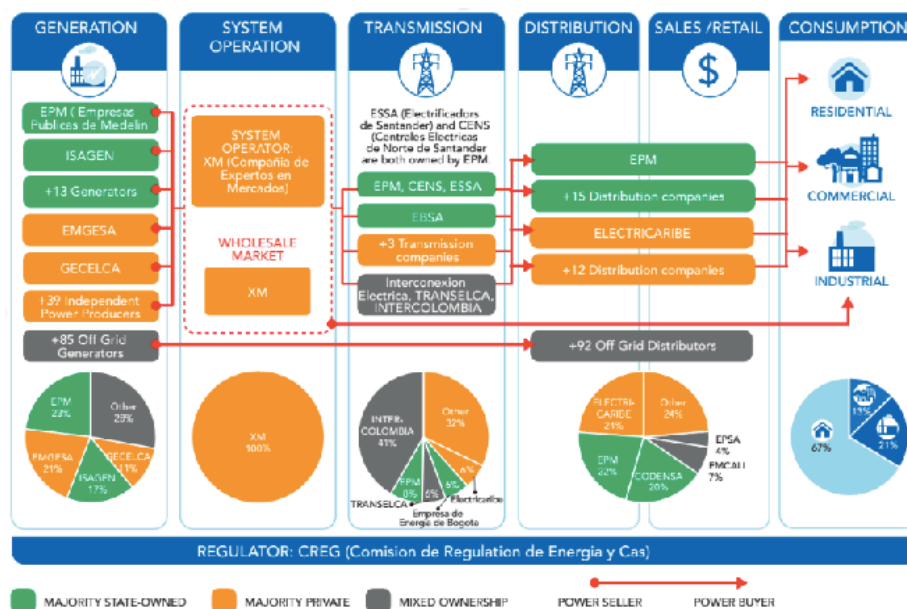 GENERATION
SYSTEM
OPERATION
TRANSMISSION
DISTRIBUTION
SALES /RETAIL
CONSUMPTION
EPM ( Empresas
Publicas de Medelin
ISAGEN
+13 Generators
EMGESA
GECELCA
+39 Independent
Power Producers
+85 Off Grid
Generators
SYSTEM
OPERATOR:
XM (Compañia de
Expertos en
Mercados)
WHOLESALE
MARKET
XM
ESSA (Electrificadors
de Santander) and CENS
(Centrales Electricas
de Norte de Santander
are both owned by EPM.
EPM, CENS, ESSA
EBSA
+3 Transmission
companies
Interconexion
Electrica, TRANSELCA,
INTERCOLOMBIA
$
EPM
+15 Distribution companies
ELECTRICARIBE
+12 Distribution companies
+92 Off Grid Distributors
RESIDENTIAL
COMMERCIAL
INDUSTRIAL
EPM
23%
Other
28%
EMGESA
21%
GECELCA
11%
ISAGEN
17%
XM
100%
INTER-
COLOMBIA
41%
Other
32%
EPM
8%
6%
6%
6%
TRANSELCA
Empresa de
Energia de Bogota
Electricaribe
ELECTRI-
CARIBE
21%
Other
24%
EPSA
4%
EMCALI
7%
EPM
22%
CODENSA
20%
67%
13%
21%
REGULATOR: CREG (Comision de Regulation de Energia y Cas)
MAJORITY STATE-OWNED
MAJORITY PRIVATE
MIXED OWNERSHIP
POWER SELLER
POWER BUYER